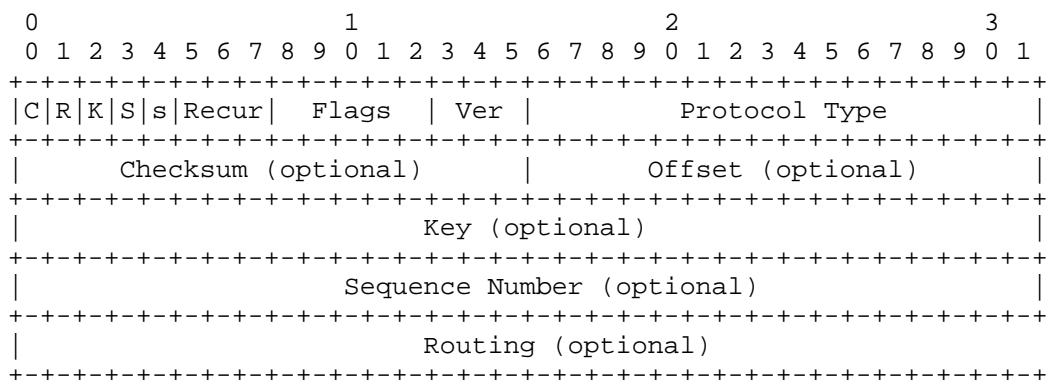 0                   1                   2                   3
 0 1 2 3 4 5 6 7 8 9 0 1 2 3 4 5 6 7 8 9 0 1 2 3 4 5 6 7 8 9 0 1
+-+-+-+-+-+-+-+-+-+-+-+-+-+-+-+-+-+-+-+-+-+-+-+-+-+-+-+-+-+-+-+-+
|C|R|K|S|s|Recur|  Flags  | Ver |         Protocol Type         |
+-+-+-+-+-+-+-+-+-+-+-+-+-+-+-+-+-+-+-+-+-+-+-+-+-+-+-+-+-+-+-+-+
|      Checksum (optional)      |       Offset (optional)       |
+-+-+-+-+-+-+-+-+-+-+-+-+-+-+-+-+-+-+-+-+-+-+-+-+-+-+-+-+-+-+-+-+
|                         Key (optional)                        |
+-+-+-+-+-+-+-+-+-+-+-+-+-+-+-+-+-+-+-+-+-+-+-+-+-+-+-+-+-+-+-+-+
|                    Sequence Number (optional)                 |
+-+-+-+-+-+-+-+-+-+-+-+-+-+-+-+-+-+-+-+-+-+-+-+-+-+-+-+-+-+-+-+-+
|                         Routing (optional)
+-+-+-+-+-+-+-+-+-+-+-+-+-+-+-+-+-+-+-+-+-+-+-+-+-+-+-+-+-+-+-+-+